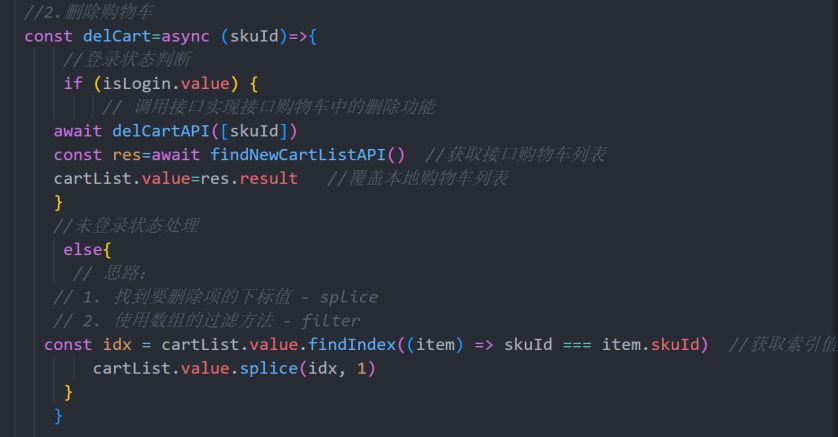 //2.删除购物车
const delCart=async (skuId)=>{
//登录状态判断
if (isLogin.value) {
// 调用接口实现接口购物车中的删除功能
await delCartAPI([skuId])
const res=await findNewCartListAPI() //获取接口购物车列表
cartList.value=res.result //覆盖本地购物车列表
}
//未登录状态处理
else{
// 思路:
// 1. 找到要删除项的下标值 - splice
// 2. 使用数组的过滤方法 - filter
const idx = cartList.value.findIndex((item) => skuId === item.skuId) //获取索引值
cartList.value.splice(idx, 1)
}
}